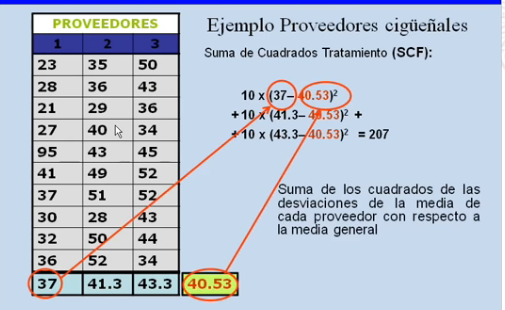 PROVEEDORES
1 2 3
23 35 50
28 36 43
21 29 36
27 40 34
95 43 45
41 49 52
37 51 52
30 28 43
32 50 44
36 52 34
37 41.3 43.3 40.53
Ejemplo Proveedores cigüeñales
Suma de Cuadrados Tratamiento (SCF):
10 x (37– 40.53)²
+ 10 x (41.3– 40.53)² +
+ 10 x (43.3– 40.53)² = 207
Suma de los cuadrados de las
desviaciones de la media de
cada proveedor con respecto a
la media general